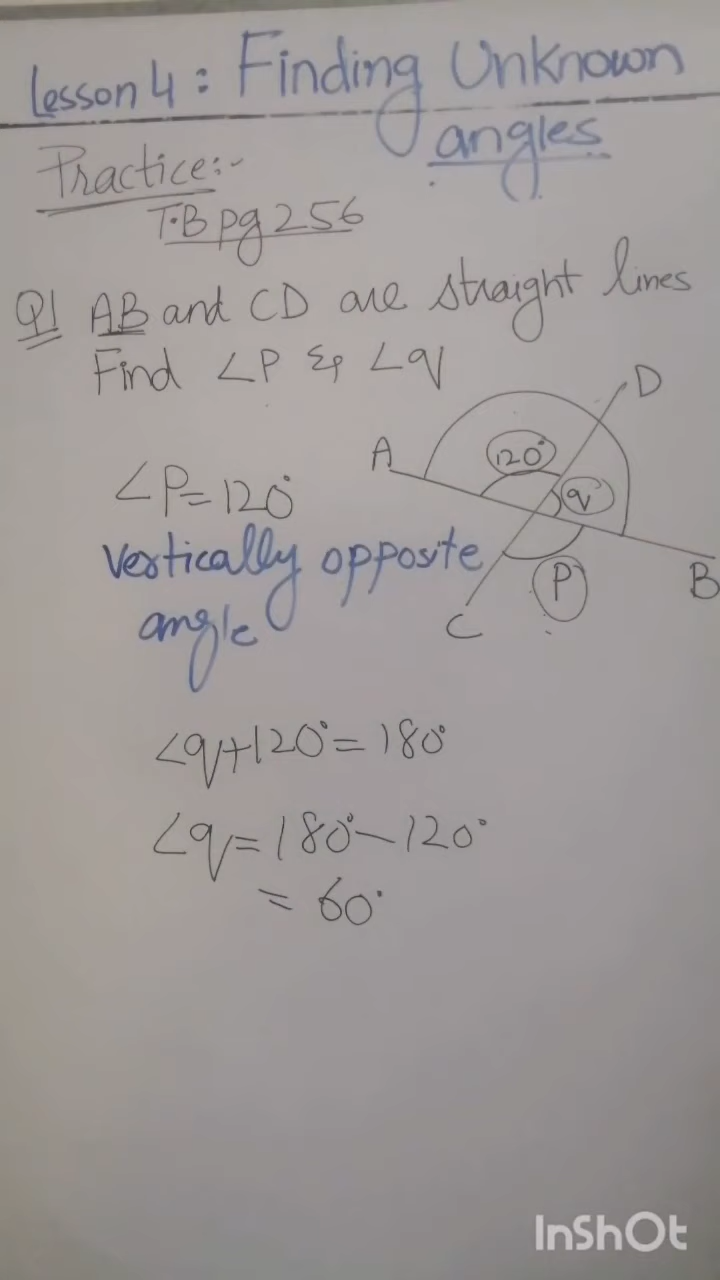 Lesson 4: Finding Unknown
angles
Practice:-
T.B pg 256
Q1 AB and CD are straight lines
Find ∠P & ∠q
D
A
120°
q
∠P=120°
vertically opposite
angle
P
B
C
∠q+120°=180°
∠q=180°-120°
= 60°
InShOt